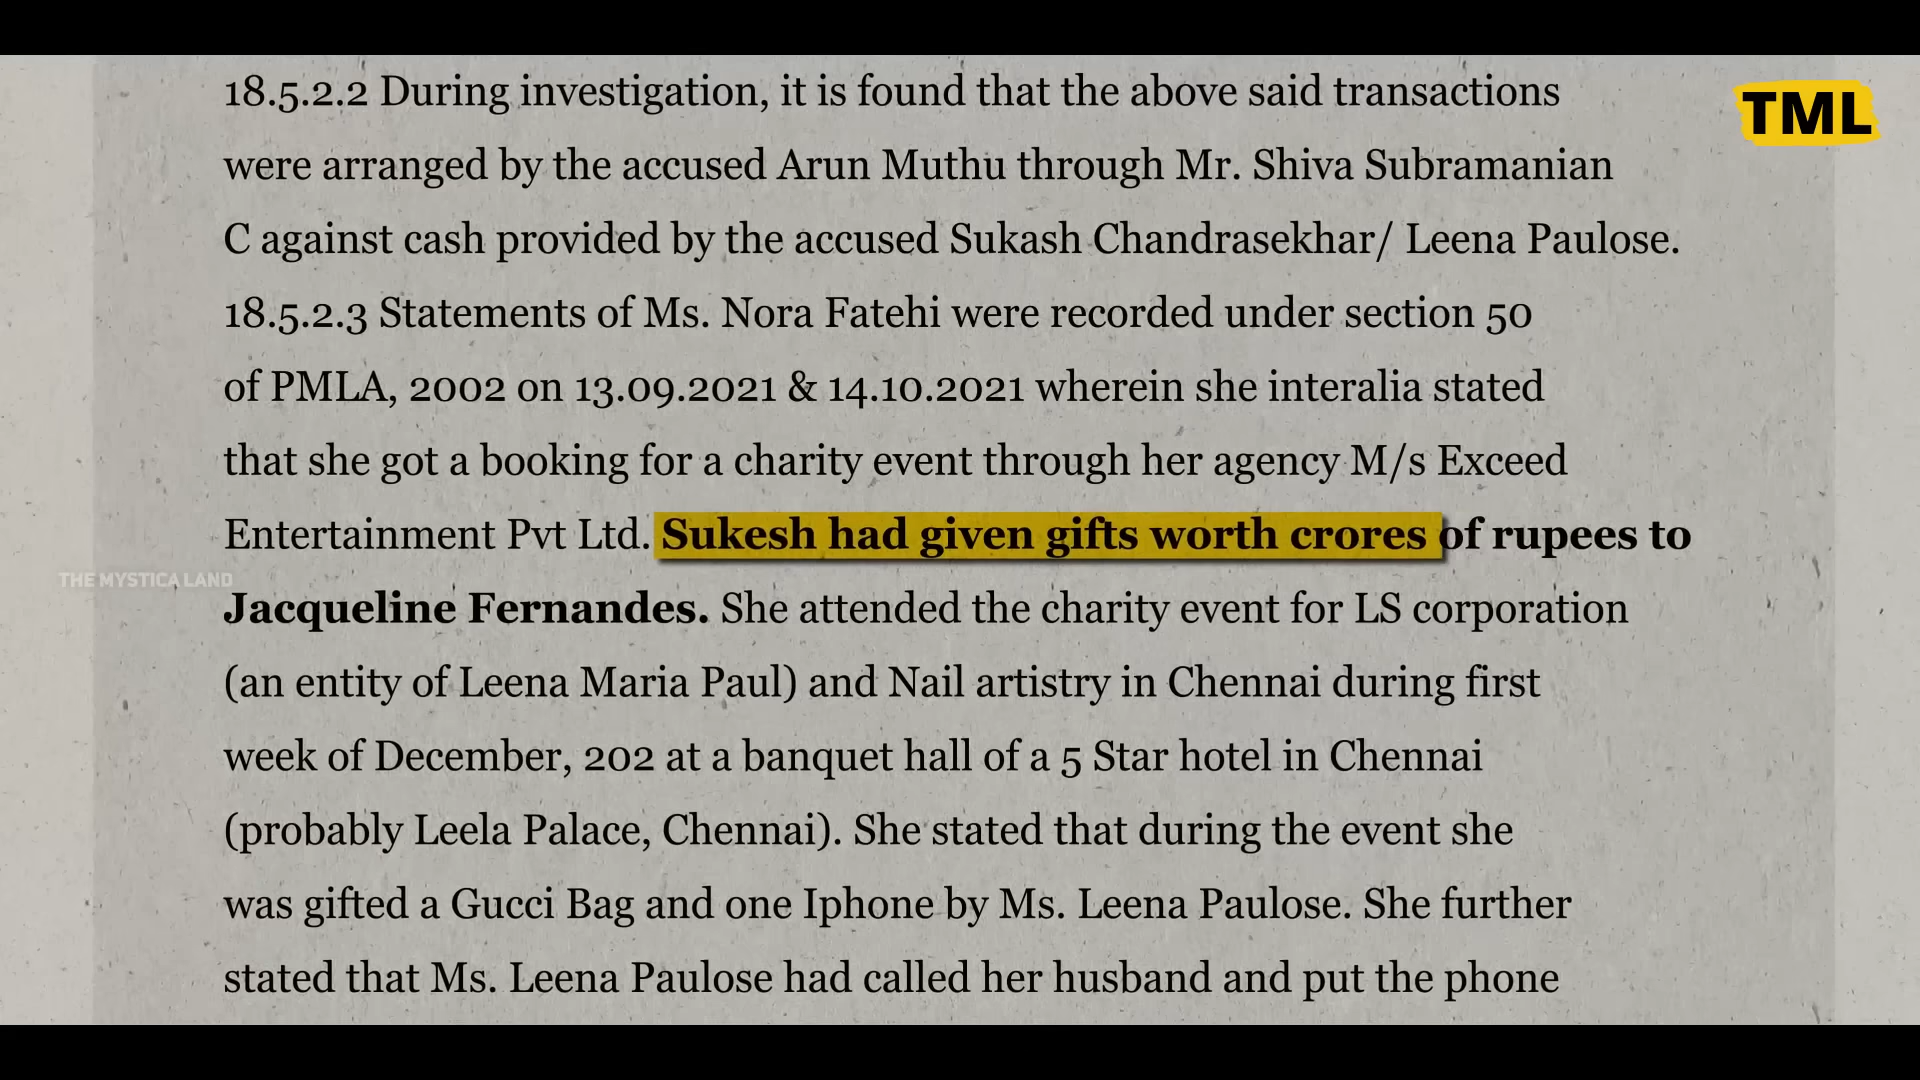 18.5.2.2 During investigation, it is found that the above said transactions
TML
were arranged by the accused Arun Muthu through Mr. Shiva Subramanian
C against cash provided by the accused Sukash Chandrasekhar/ Leena Paulose.
18.5.2.3 Statements of Ms. Nora Fatehi were recorded under section 50
of PMLA, 2002 on 13.09.2021 & 14.10.2021 wherein she interalia stated
that she got a booking for a charity event through her agency M/s Exceed
Entertainment Pvt Ltd. Sukesh had given gifts worth crores of rupees to
THE MYSTICA LAND
Jacqueline Fernandes. She attended the charity event for LS corporation
(an entity of Leena Maria Paul) and Nail artistry in Chennai during first
week of December, 202 at a banquet hall of a 5 Star hotel in Chennai
(probably Leela Palace, Chennai). She stated that during the event she
was gifted a Gucci Bag and one Iphone by Ms. Leena Paulose. She further
stated that Ms. Leena Paulose had called her husband and put the phone